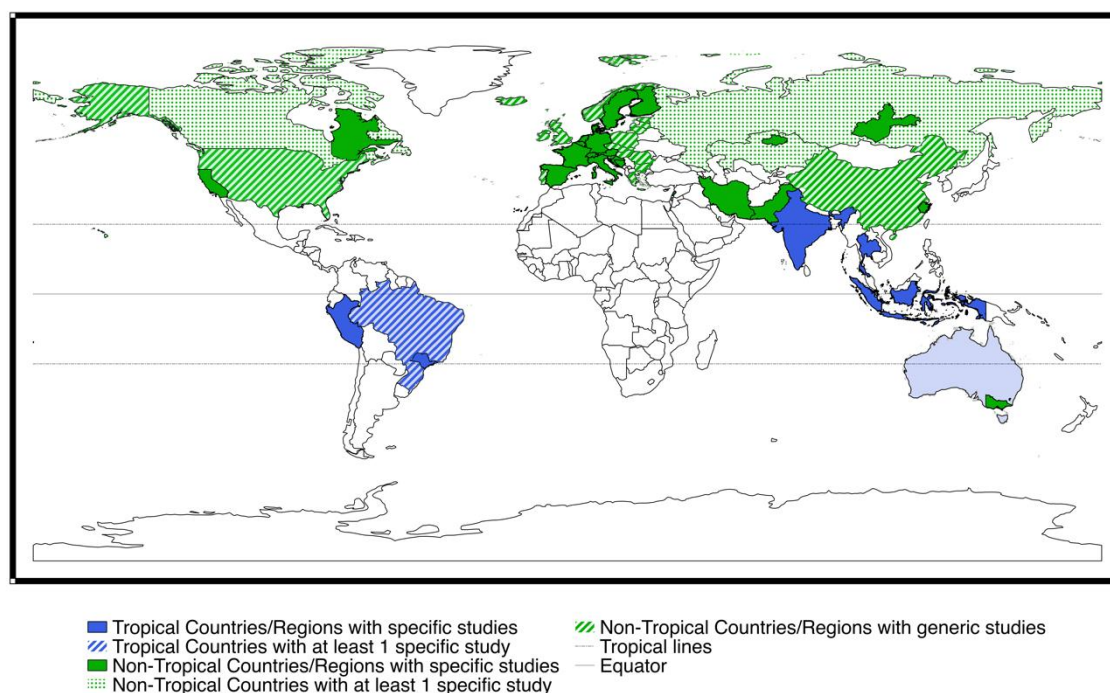 Tropical Countries/Regions with specific studies
Tropical Countries with at least 1 specific study
Non-Tropical Countries/Regions with specific studies
Non-Tropical Countries with at least 1 specific study
Non-Tropical Countries/Regions with generic studies
Tropical lines
Equator